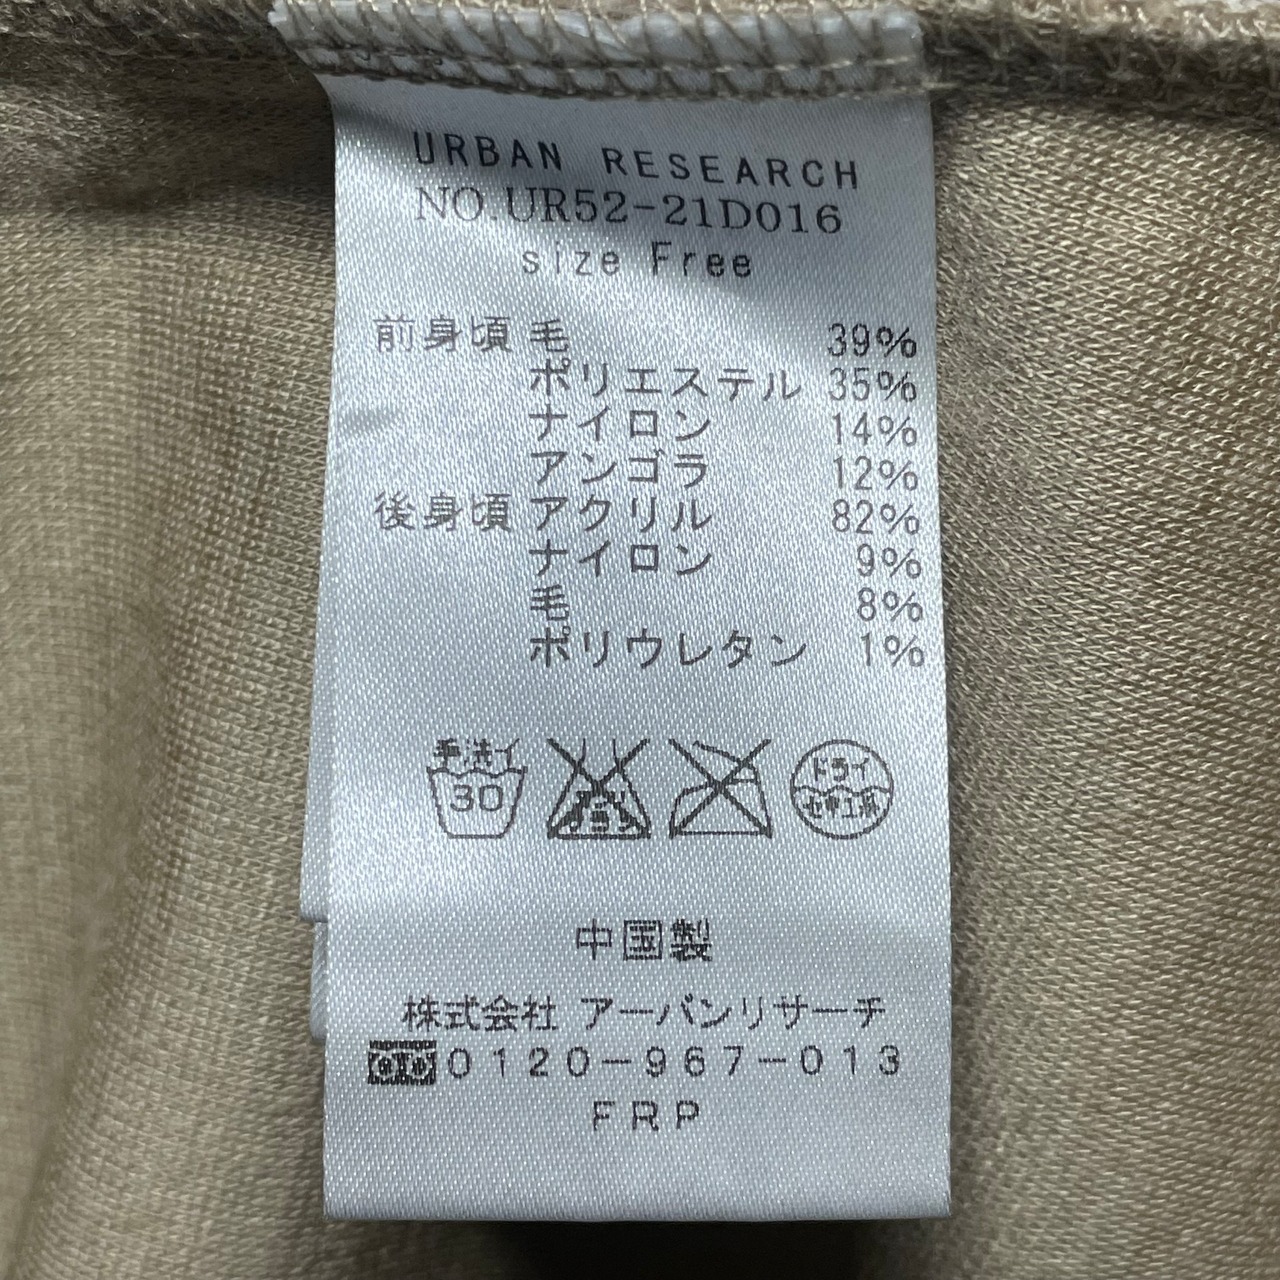 URBAN RESEARCH
NO.UR52-21D016
size Free
前身頃 毛 39%
ポリエステル 35%
ナイロン 14%
アンゴラ 12%
後身頃 アクリル 82%
ナイロン 9%
毛 8%
ポリウレタン 1%
手洗イ
30
ドライ
中国製
株式会社 アーバンリサーチ
0120-967-013
FRP